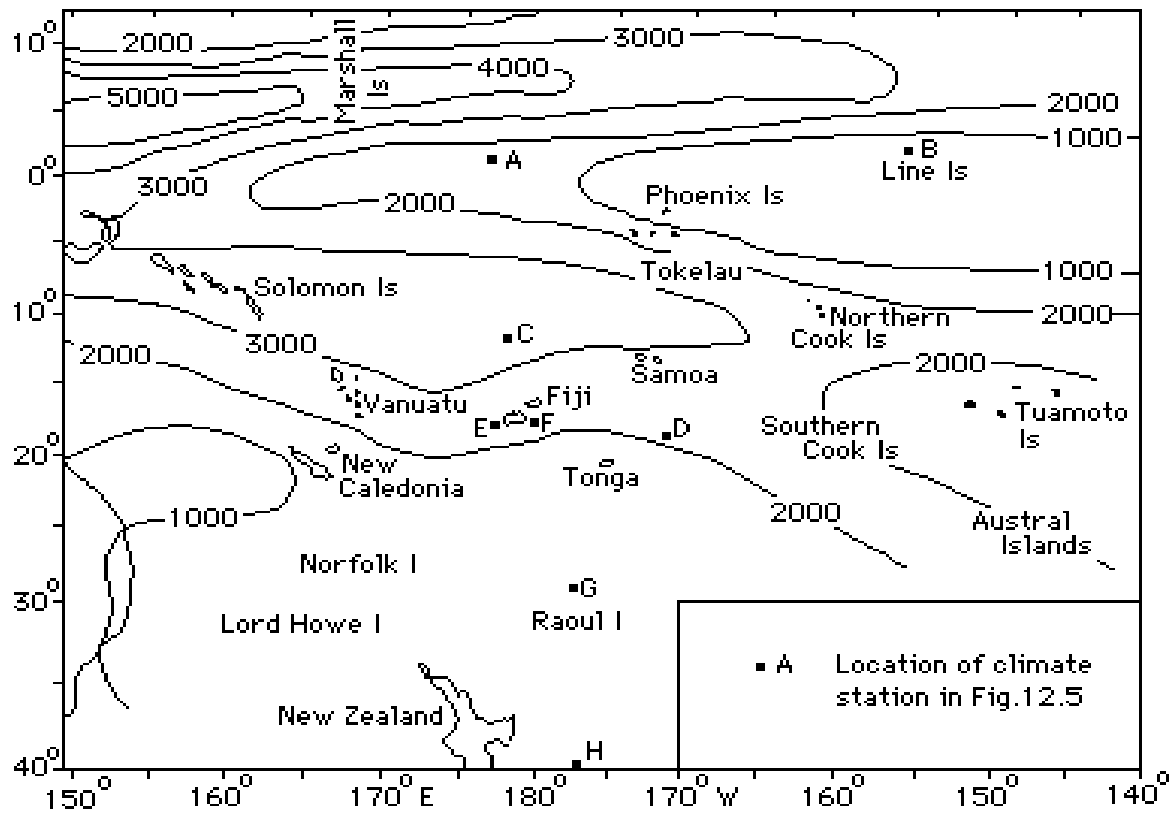 10°
2000
Marshall Is
3000
4000
5000
2000
1000
A
B
Line Is
0°
3000
2000
Phoenix Is
1000
Tokelau
Solomon Is
10°
2000
C
Northern
Cook Is
3000
2000
2000
Samoa
Vanuatu
Fiji
E
F
D
Tuamoto
Is
Southern
Cook Is
20°
New
Caledonia
Tonga
1000
2000
Austral
Islands
Norfolk I
G
30°
Lord Howe I
Raoul I
A Location of climate
station in Fig.12.5
New Zealand
H
40°
150° 160° 170° E 180° 170° W 160° 150° 140°